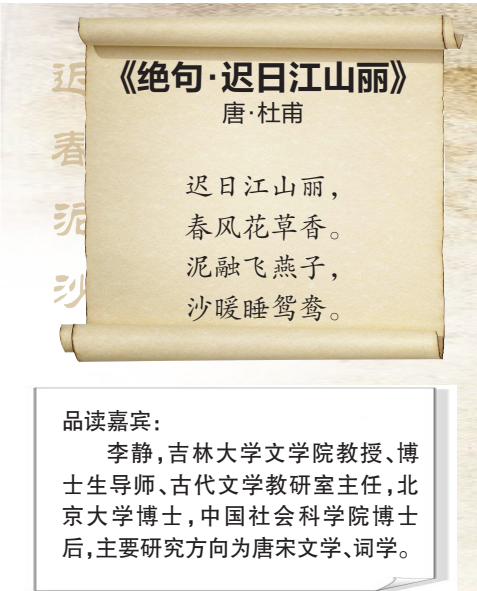 《绝句·迟日江山丽》
唐·杜甫
迟日江山丽，
春风花草香。
泥融飞燕子，
沙暖睡鸳鸯。
迟
春
泥
沙
品读嘉宾：
李静，吉林大学文学院教授、博
士生导师、古代文学教研室主任，北
京大学博士，中国社会科学院博士
后，主要研究方向为唐宋文学、词学。